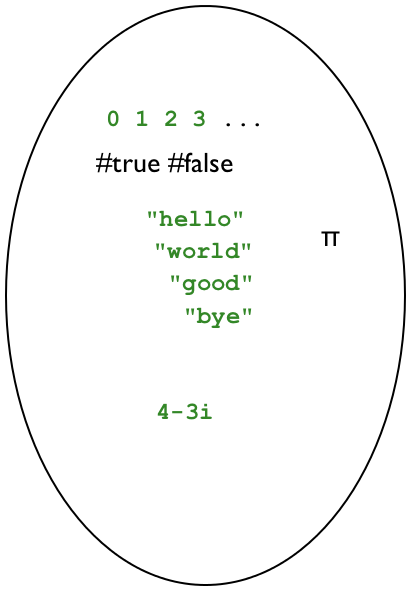 0 1 2 3 ...
#true #false
"hello"
π
"world"
"good"
"bye"
4-3i